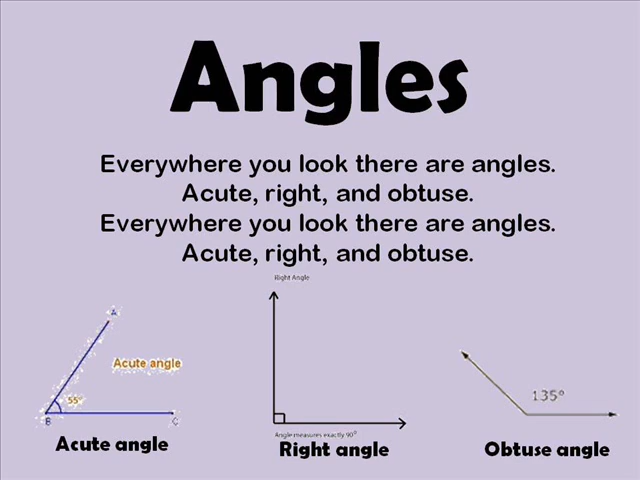 Angles
Everywhere you look there are angles.
Acute, right, and obtuse.
Everywhere you look there are angles.
Acute, right, and obtuse.
Right Angle
A
Acute angle
55°
B
C
135°
Angle measures exactly 90°
Acute angle
Right angle
Obtuse angle